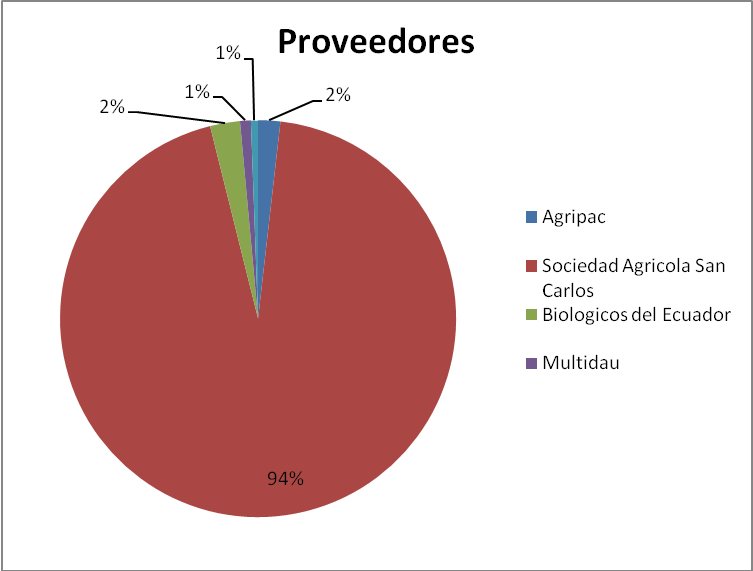 Proveedores
1%
1%
2%
2%
94%
Agripac
Sociedad Agricola San
Carlos
Biologicos del Ecuador
Multidau